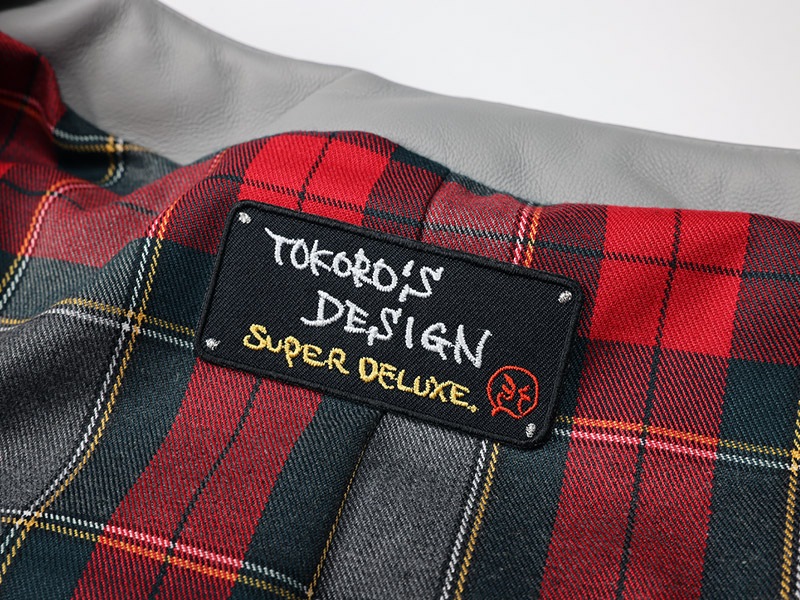 TOKORO'S
DESIGN
SUPER DELUXE.